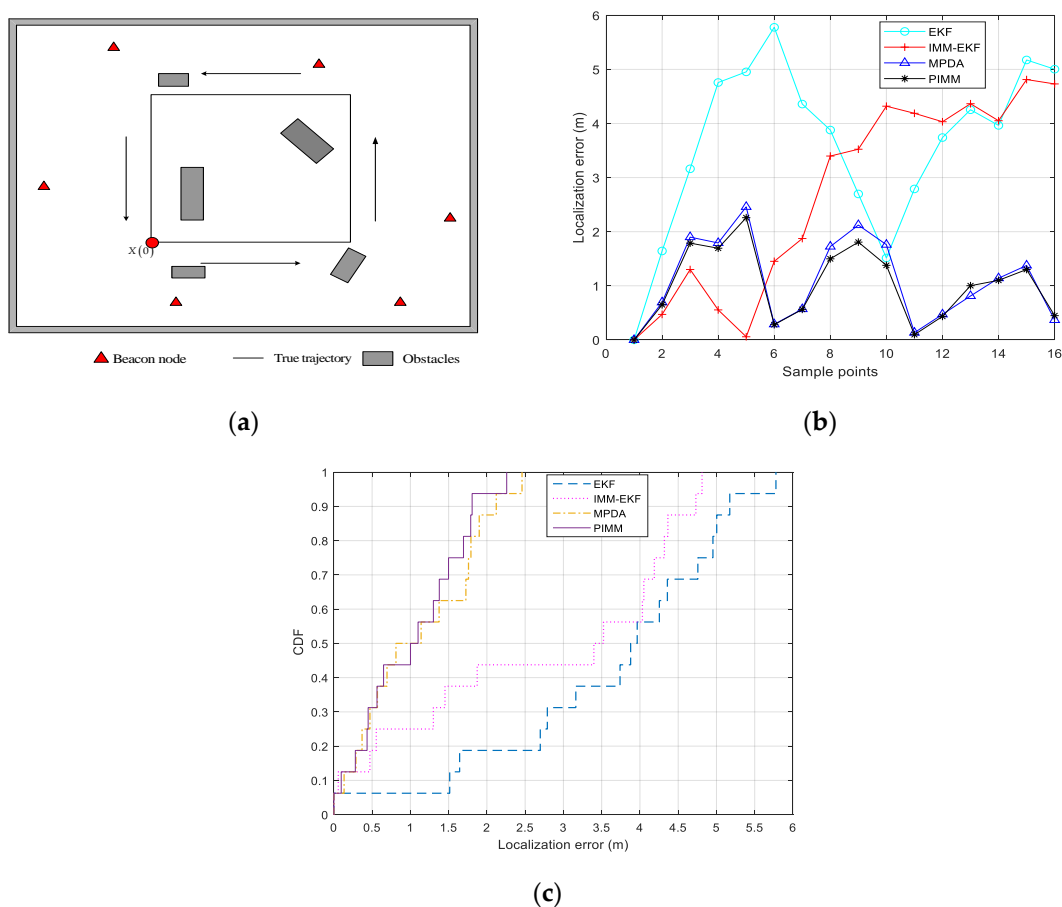 X(0)
Beacon node
True trajectory
Obstacles
(a)
6
5
4
3
2
1
0
Localization error (m)
0
2
4
6
8
10
12
14
16
Sample points
EKF
IMM-EKF
MPDA
PIMM
(b)
1
0.9
0.8
0.7
0.6
0.5
0.4
0.3
0.2
0.1
0
CDF
0
0.5
1
1.5
2
2.5
3
3.5
4
4.5
5
5.5
6
Localization error (m)
EKF
IMM-EKF
MPDA
PIMM
(c)